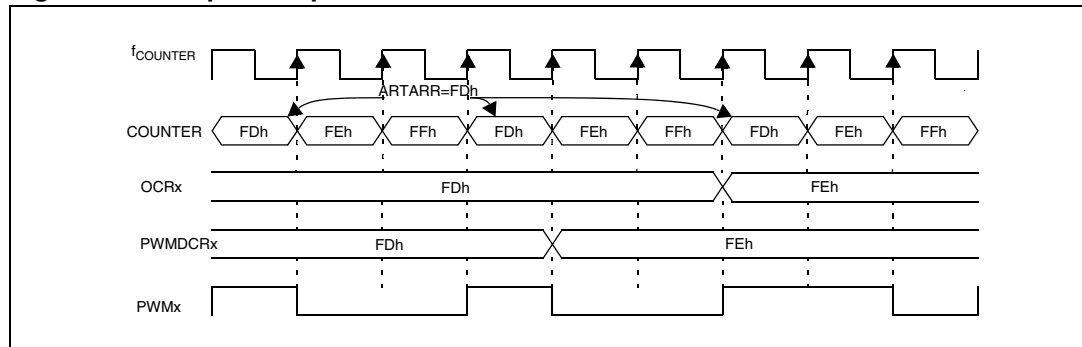 fCOUNTER
ARTARR=FDh
COUNTER FDh FEh FFh FDh FEh FFh FDh FEh FFh
OCRx FDh FEh
PWMDCRx FDh FEh
PWMx